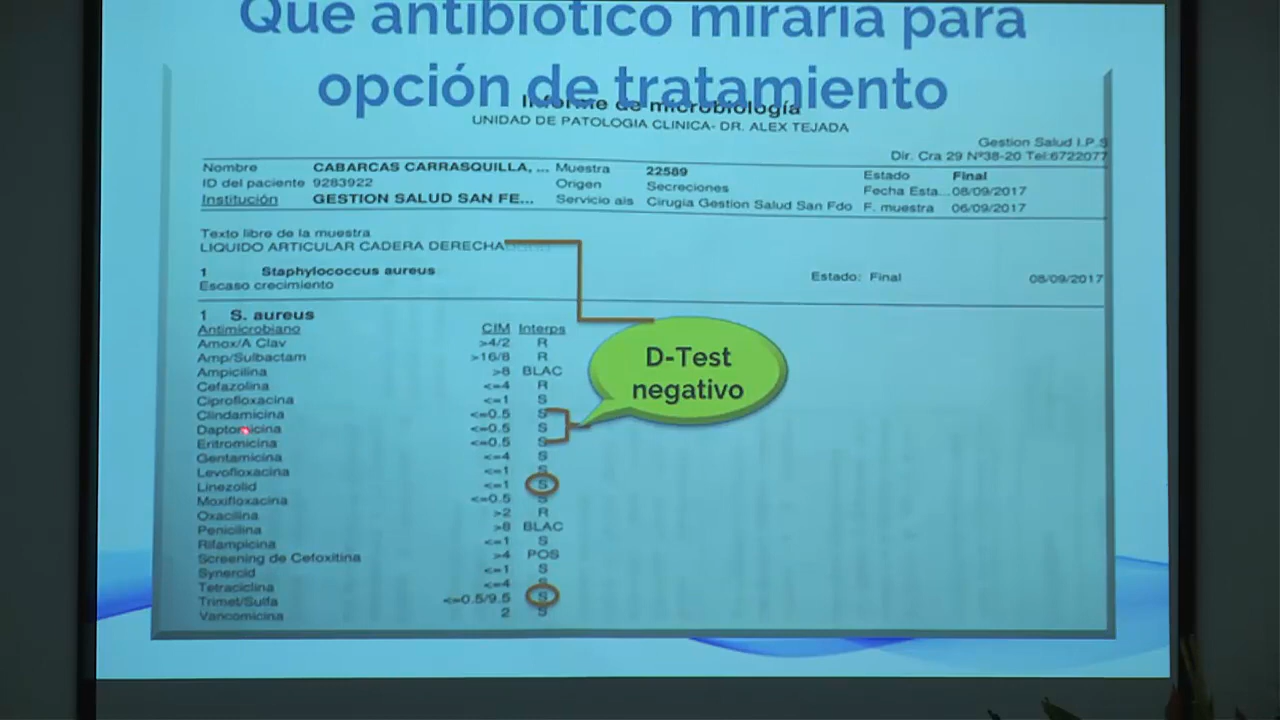 Que antibiótico miraría para
opción de tratamiento
Informe de microbiología
UNIDAD DE PATOLOGIA CLINICA- DR. ALEX TEJADA
Gestion Salud I.P.S
Dir. Cra 29 Nº38-20 Tel:6722077
Nombre CABARCAS CARRASQUILLA, ... Muestra 22589 Estado Final
ID del paciente 9283922 Origen Secreciones Fecha Esta... 08/09/2017
Institución GESTION SALUD SAN FE... Servicio ais Cirugia Gestion Salud San Fdo F. muestra 06/09/2017
Texto libre de la muestra
LIQUIDO ARTICULAR CADERA DERECHA
1 Staphylococcus aureus Estado: Final 08/09/2017
Escaso crecimiento
1 S. aureus
Antimicrobiano CIM Interps
Amox/A Clav >4/2 R
Amp/Sulbactam >16/8 R
Ampicilina >8 BLAC
Cefazolina <=4 R
Ciprofloxacina <=1 S
Clindamicina <=0.5 S
Daptomicina <=0.5 S
Eritromicina <=0.5 S
Gentamicina <=4 S
Levofloxacina <=1 S
Linezolid <=1 S
Moxifloxacina <=0.5 S
Oxacilina >2 R
Penicilina >8 BLAC
Rifampicina <=1 S
Screening de Cefoxitina >4 POS
Synercid <=1 S
Tetraciclina <=4 S
Trimet/Sulfa <=0.5/9.5 S
Vancomicina 2 S
D-Test
negativo